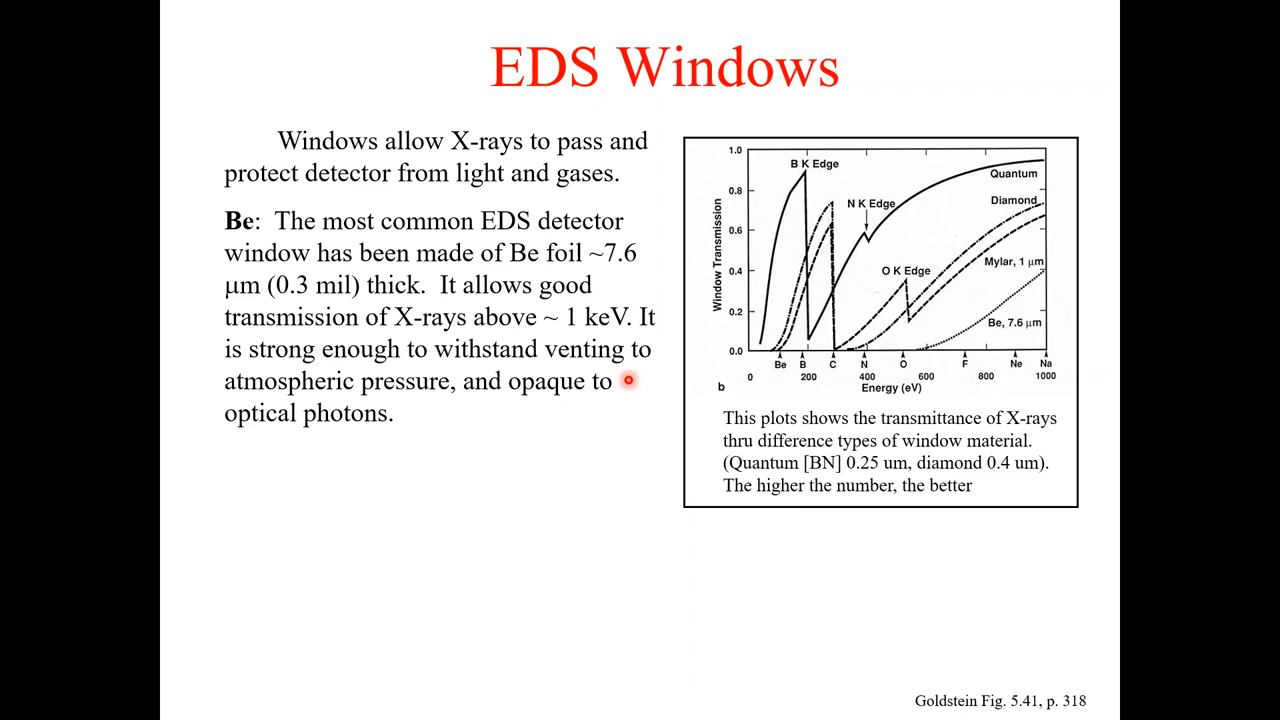 EDS Windows
Windows allow X-rays to pass and
protect detector from light and gases.
Be:  The most common EDS detector
window has been made of Be foil ~7.6
μm (0.3 mil) thick.  It allows good
transmission of X-rays above ~ 1 keV. It
is strong enough to withstand venting to
atmospheric pressure, and opaque to
optical photons.
1.0
0.8
0.6
0.4
0.2
0.0
Window Transmission
B K Edge
N K Edge
O K Edge
Quantum
Diamond
Mylar, 1 μm
Be, 7.6 μm
Be B C N O F Ne Na
0 200 400 600 800 1000
b
Energy (eV)
This plots shows the transmittance of X-rays
thru difference types of window material.
(Quantum [BN] 0.25 um, diamond 0.4 um).
The higher the number, the better
Goldstein Fig. 5.41, p. 318